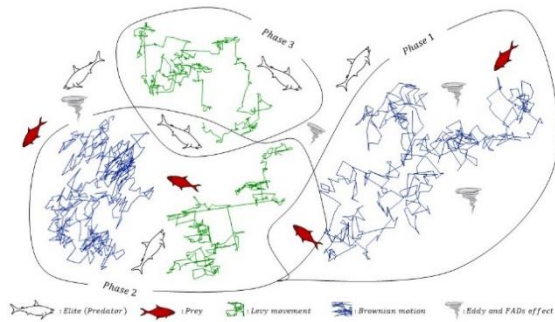 Phase 3
Phase 1
Phase 2
: Elite (Predator)
: Prey
: Levy movement
: Brownian motion
: Eddy and FADs effect